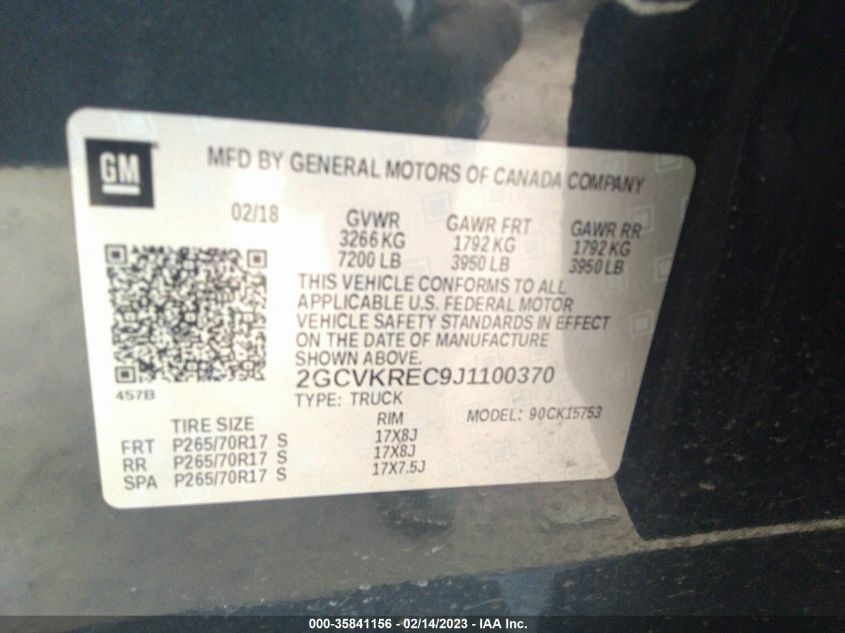 GM
MFD BY GENERAL MOTORS OF CANADA COMPANY
02/18
GVWR GAWR FRT GAWR RR
3266 KG 1792 KG 1792 KG
7200 LB 3950 LB 3950 LB
THIS VEHICLE CONFORMS TO ALL
APPLICABLE U.S. FEDERAL MOTOR
VEHICLE SAFETY STANDARDS IN EFFECT
ON THE DATE OF MANUFACTURE
SHOWN ABOVE.
2GCVKREC9J1100370
457B
TYPE: TRUCK
MODEL: 90CK15753
TIRE SIZE RIM
FRT P265/70R17 S 17X8J
RR P265/70R17 S 17X8J
SPA P265/70R17 S 17X7.5J
000-35841156 - 02/14/2023 - IAA Inc.